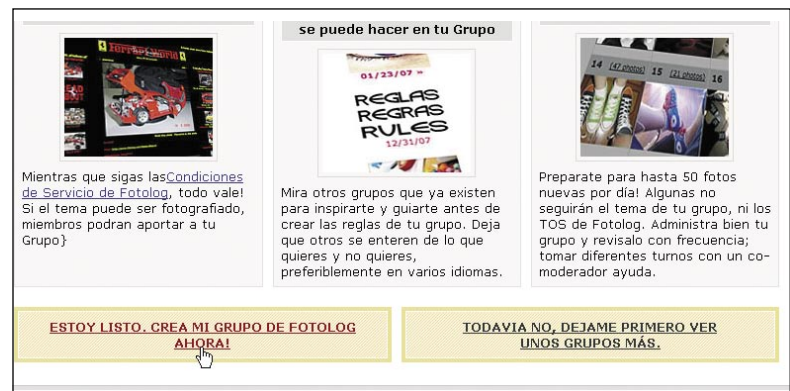 se puede hacer en tu Grupo
Ferrari World
Mientras que sigas lasCondiciones
de Servicio de Fotolog, todo vale!
Si el tema puede ser fotografiado,
miembros podran aportar a tu
Grupo}
01/23/07 =
REGLAS
REGRAS
RULES
12/31/07
Mira otros grupos que ya existen
para inspirarte y guiarte antes de
crear las reglas de tu grupo. Deja
que otros se enteren de lo que
quieres y no quieres,
preferiblemente en varios idiomas.
14 (47 photos) 15 (21 photos) 16
Preparate para hasta 50 fotos
nuevas por día! Algunas no
seguirán el tema de tu grupo, ni los
TOS de Fotolog. Administra bien tu
grupo y revisalo con frecuencia;
tomar diferentes turnos con un co-
moderador ayuda.
ESTOY LISTO. CREA MI GRUPO DE FOTOLOG
AHORA!
TODAVIA NO, DEJAME PRIMERO VER
UNOS GRUPOS MÁS.